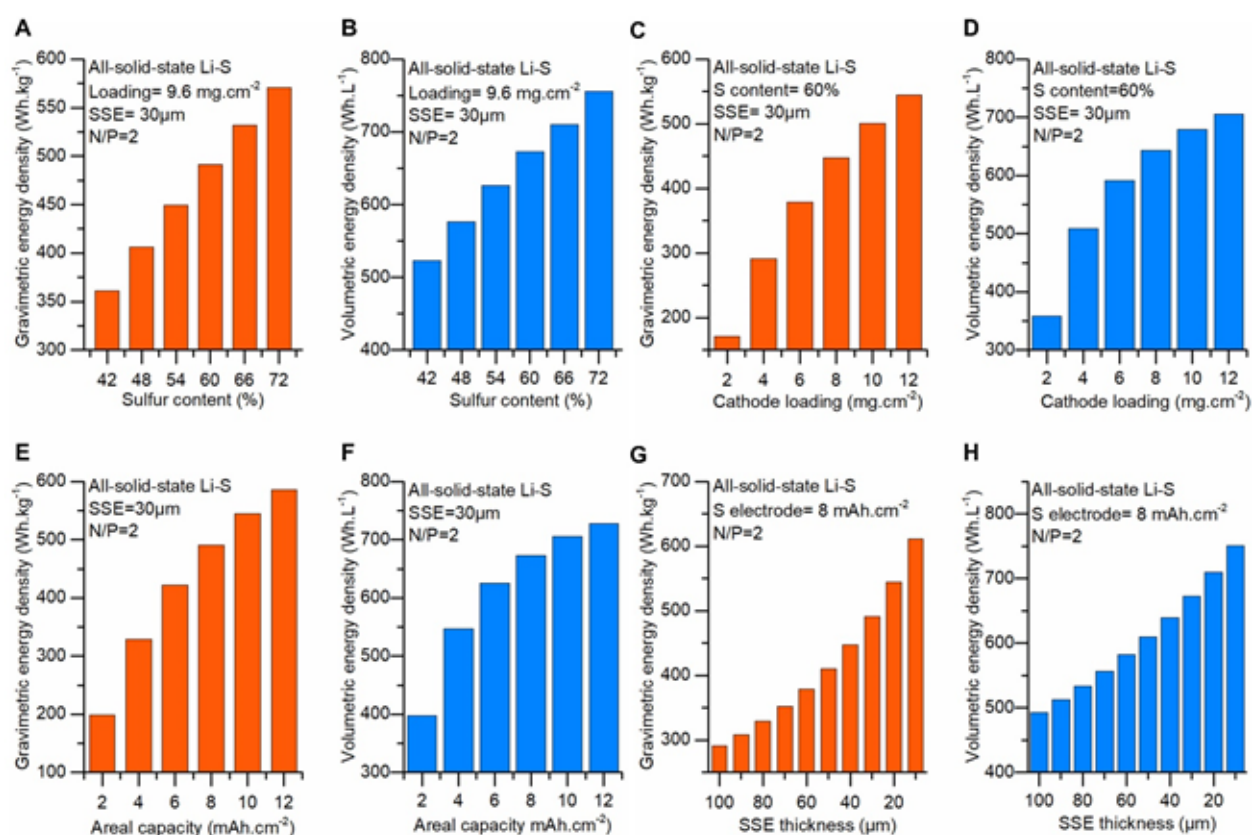 A
Gravimetric energy density (Wh.kg⁻¹)
600
550
500
450
400
350
300
All-solid-state Li-S
Loading= 9.6 mg.cm⁻²
SSE= 30µm
N/P=2
42 48 54 60 66 72
Sulfur content (%)
B
Volumetric energy density (Wh.L⁻¹)
800
700
600
500
400
All-solid-state Li-S
Loading= 9.6 mg.cm⁻²
SSE= 30µm
N/P=2
42 48 54 60 66 72
Sulfur content (%)
C
Gravimetric energy density (Wh.kg⁻¹)
600
500
400
300
200
All-solid-state Li-S
S content= 60%
SSE= 30µm
N/P=2
2 4 6 8 10 12
Cathode loading (mg.cm⁻²)
D
Volumetric energy density (Wh.L⁻¹)
800
700
600
500
400
300
All-solid-state Li-S
S content=60%
SSE= 30µm
N/P=2
2 4 6 8 10 12
Cathode loading (mg.cm⁻²)
E
Gravimetric energy density (Wh.kg⁻¹)
600
500
400
300
200
100
All-solid-state Li-S
SSE=30µm
N/P=2
2 4 6 8 10 12
Areal capacity (mAh.cm⁻²)
F
Volumetric energy density (Wh.L⁻¹)
800
700
600
500
400
300
All-solid-state Li-S
SSE=30µm
N/P=2
2 4 6 8 10 12
Areal capacity mAh.cm⁻²)
G
Gravimetric energy density (Wh.kg⁻¹)
700
600
500
400
300
All-solid-state Li-S
S electrode= 8 mAh.cm⁻²
N/P=2
100 80 60 40 20
SSE thickness (µm)
H
Volumetric energy density (Wh.L⁻¹)
800
700
600
500
400
All-solid-state Li-S
S electrode= 8 mAh.cm⁻²
N/P=2
100 80 60 40 20
SSE thickness (µm)